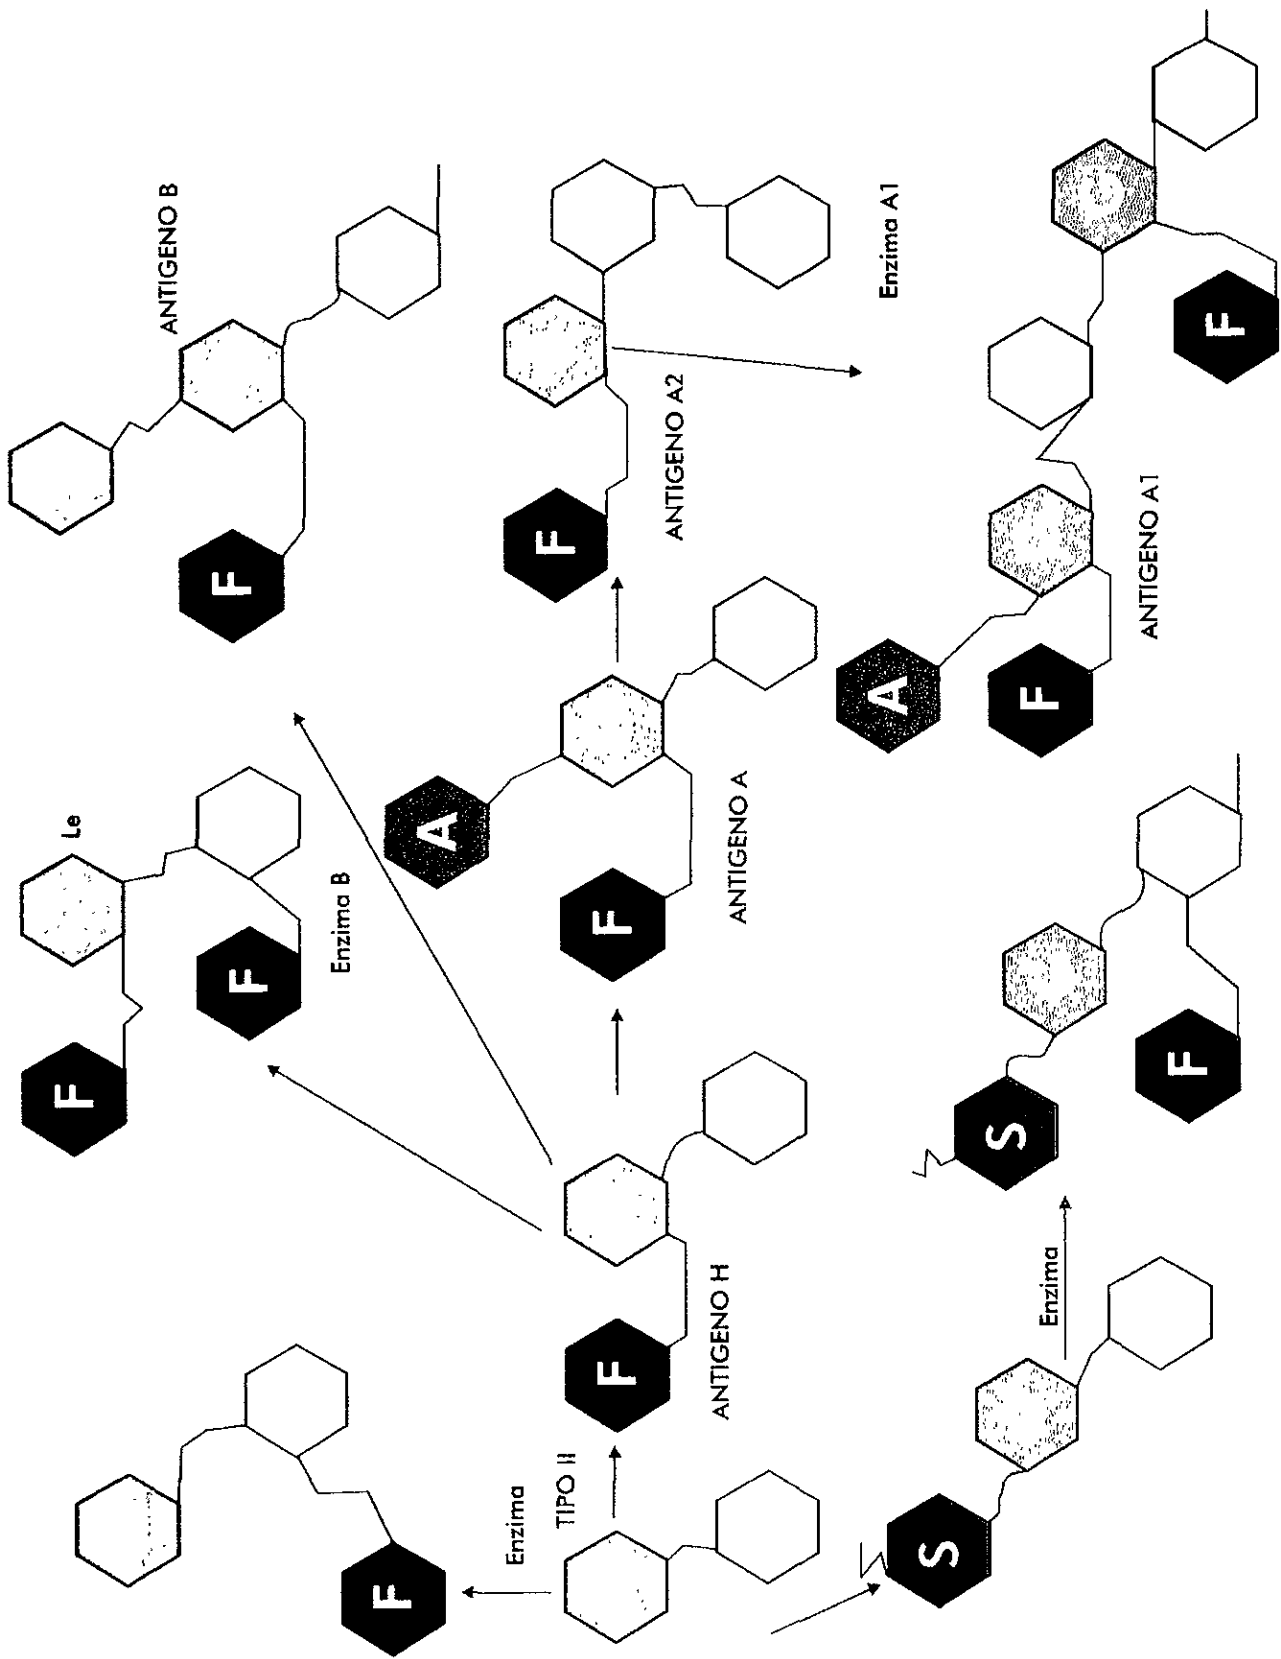 F
Le
ANTIGENO B
F
F
Enzima B
F
A
Enzima
TIPO II
F
F
F
ANTIGENO H
ANTIGENO A
ANTIGENO A2
A
Enzima A1
S
S
F
Enzima
ANTIGENO A1
F
F